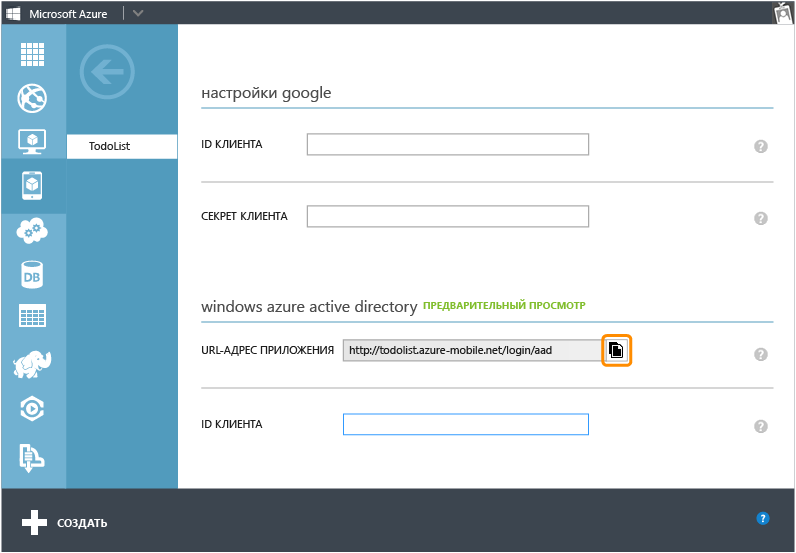 Microsoft Azure
TodoList
настройки google
ID КЛИЕНТА
?
СЕКРЕТ КЛИЕНТА
?
windows azure active directory ПРЕДВАРИТЕЛЬНЫЙ ПРОСМОТР
URL-АДРЕС ПРИЛОЖЕНИЯ http://todolist.azure-mobile.net/login/aad
?
ID КЛИЕНТА
?
DB
СОЗДАТЬ
?